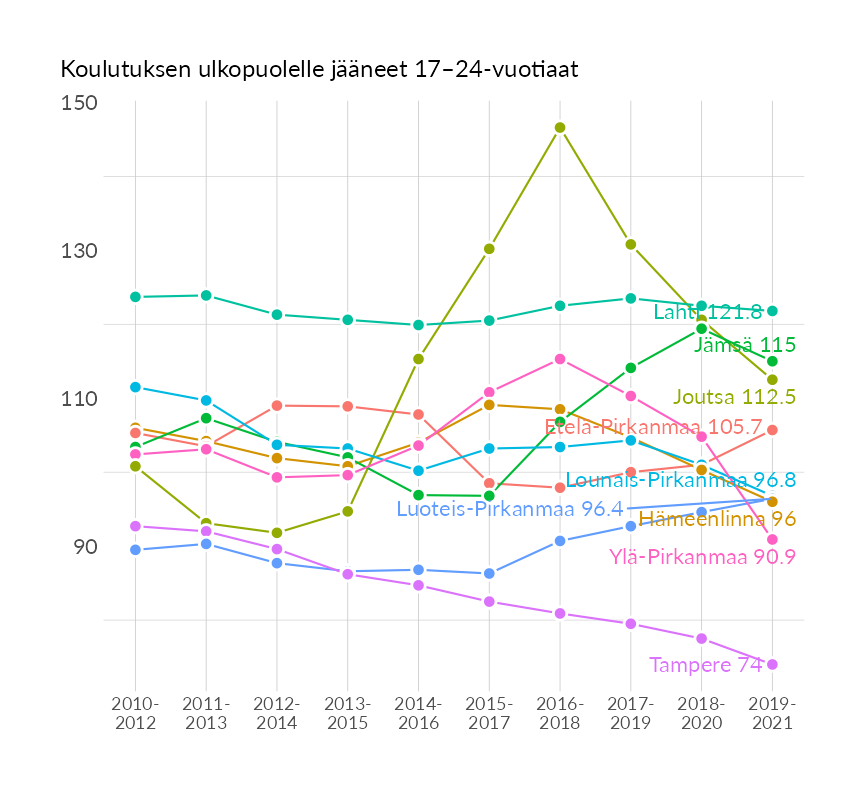 Koulutuksen ulkopuolelle jääneet 17–24-vuotiaat
150
130
110
90
Lahti 121.8
Jämsä 115
Joutsa 112.5
Etelä-Pirkanmaa 105.7
Lounais-Pirkanmaa 96.8
Luoteis-Pirkanmaa 96.4
Hämeenlinna 96
Ylä-Pirkanmaa 90.9
Tampere 74
2010- 2011- 2012- 2013- 2014- 2015- 2016- 2017- 2018- 2019-
2012 2013 2014 2015 2016 2017 2018 2019 2020 2021